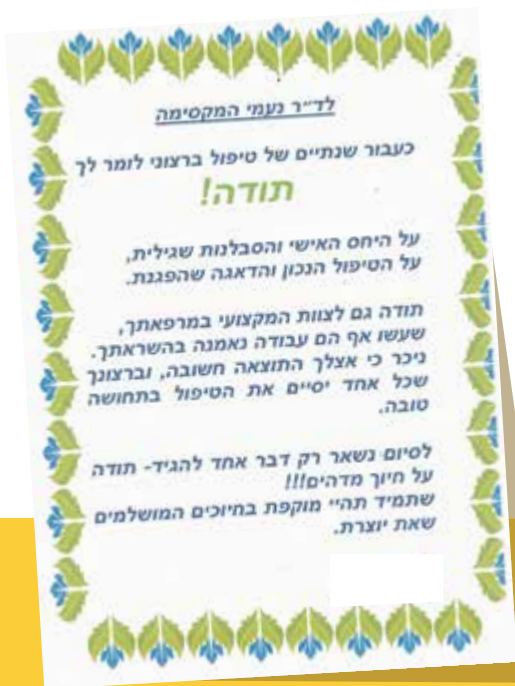 לד״ר נעמי המקסימה
כעבור שנתיים של טיפול ברצוני לומר לך
תודה!
על היחס האישי והסבלנות שגילית,
על הטיפול הנכון והדאגה שהפגנת.
תודה גם לצוות המקצועי במרפאתך,
שעשו אף הם עבודה נאמנה בהשראתך.
ניכר כי אצלך התוצאה חשובה, וברצונך
שכל אחד יסיים את הטיפול בתחושה
טובה.
לסיום נשאר רק דבר אחד להגיד- תודה
על חיוך מדהים!!!
שתמיד תהיי מוקפת בחיוכים המושלמים
שאת יוצרת.